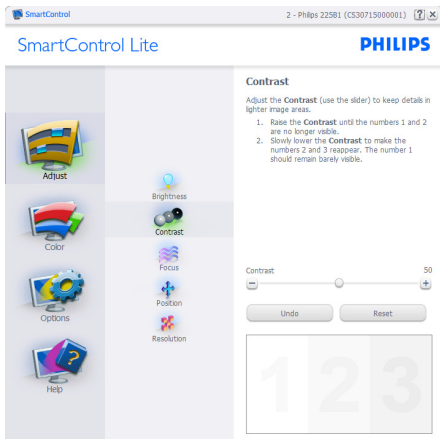 SmartControl
2 - Philips 225B1 (CS30715000001)
SmartControl Lite
PHILIPS
Adjust
Color
Options
Help
Brightness
Contrast
Focus
Position
Resolution
Contrast
Adjust the Contrast (use the slider) to keep details in
lighter image areas.
1. Raise the Contrast until the numbers 1 and 2
are no longer visible.
2. Slowly lower the Contrast to make the
numbers 2 and 3 reappear. The number 1
should remain barely visible.
Contrast 50
Undo Reset
1 2 3